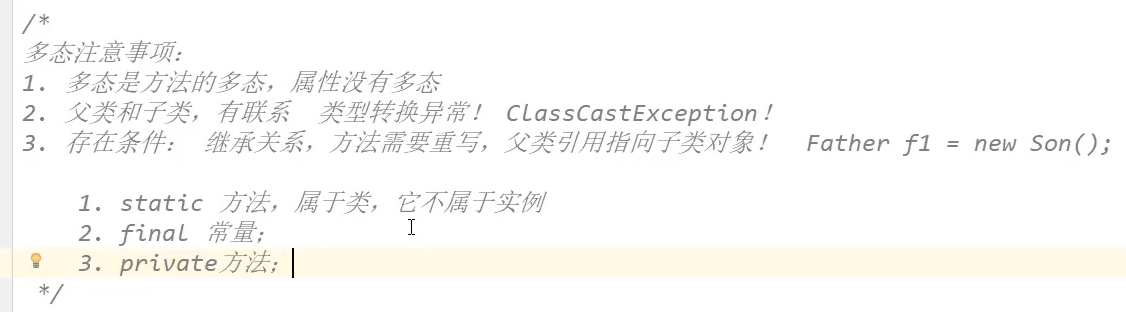 /*
多态注意事项：
1. 多态是方法的多态，属性没有多态
2. 父类和子类，有联系  类型转换异常！ ClassCastException！
3. 存在条件： 继承关系，方法需要重写，父类引用指向子类对象！  Father f1 = new Son();
1. static 方法，属于类，它不属于实例
2. final 常量；
3. private方法；
*/